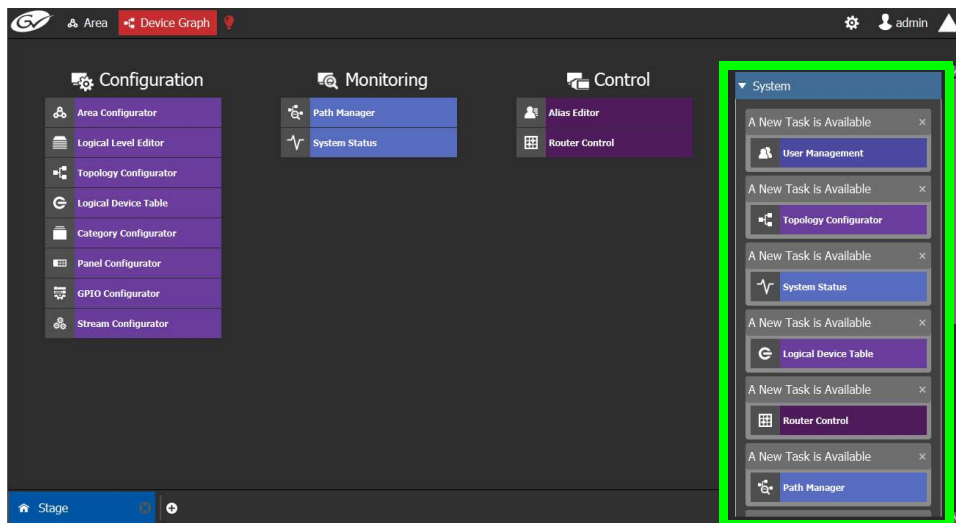 GV
Area
Device Graph
admin
Configuration
Area Configurator
Logical Level Editor
Topology Configurator
Logical Device Table
Category Configurator
Panel Configurator
GPIO Configurator
Stream Configurator
Monitoring
Path Manager
System Status
Control
Alias Editor
Router Control
System
A New Task is Available
User Management
A New Task is Available
Topology Configurator
A New Task is Available
System Status
A New Task is Available
Logical Device Table
A New Task is Available
Router Control
A New Task is Available
Path Manager
Stage